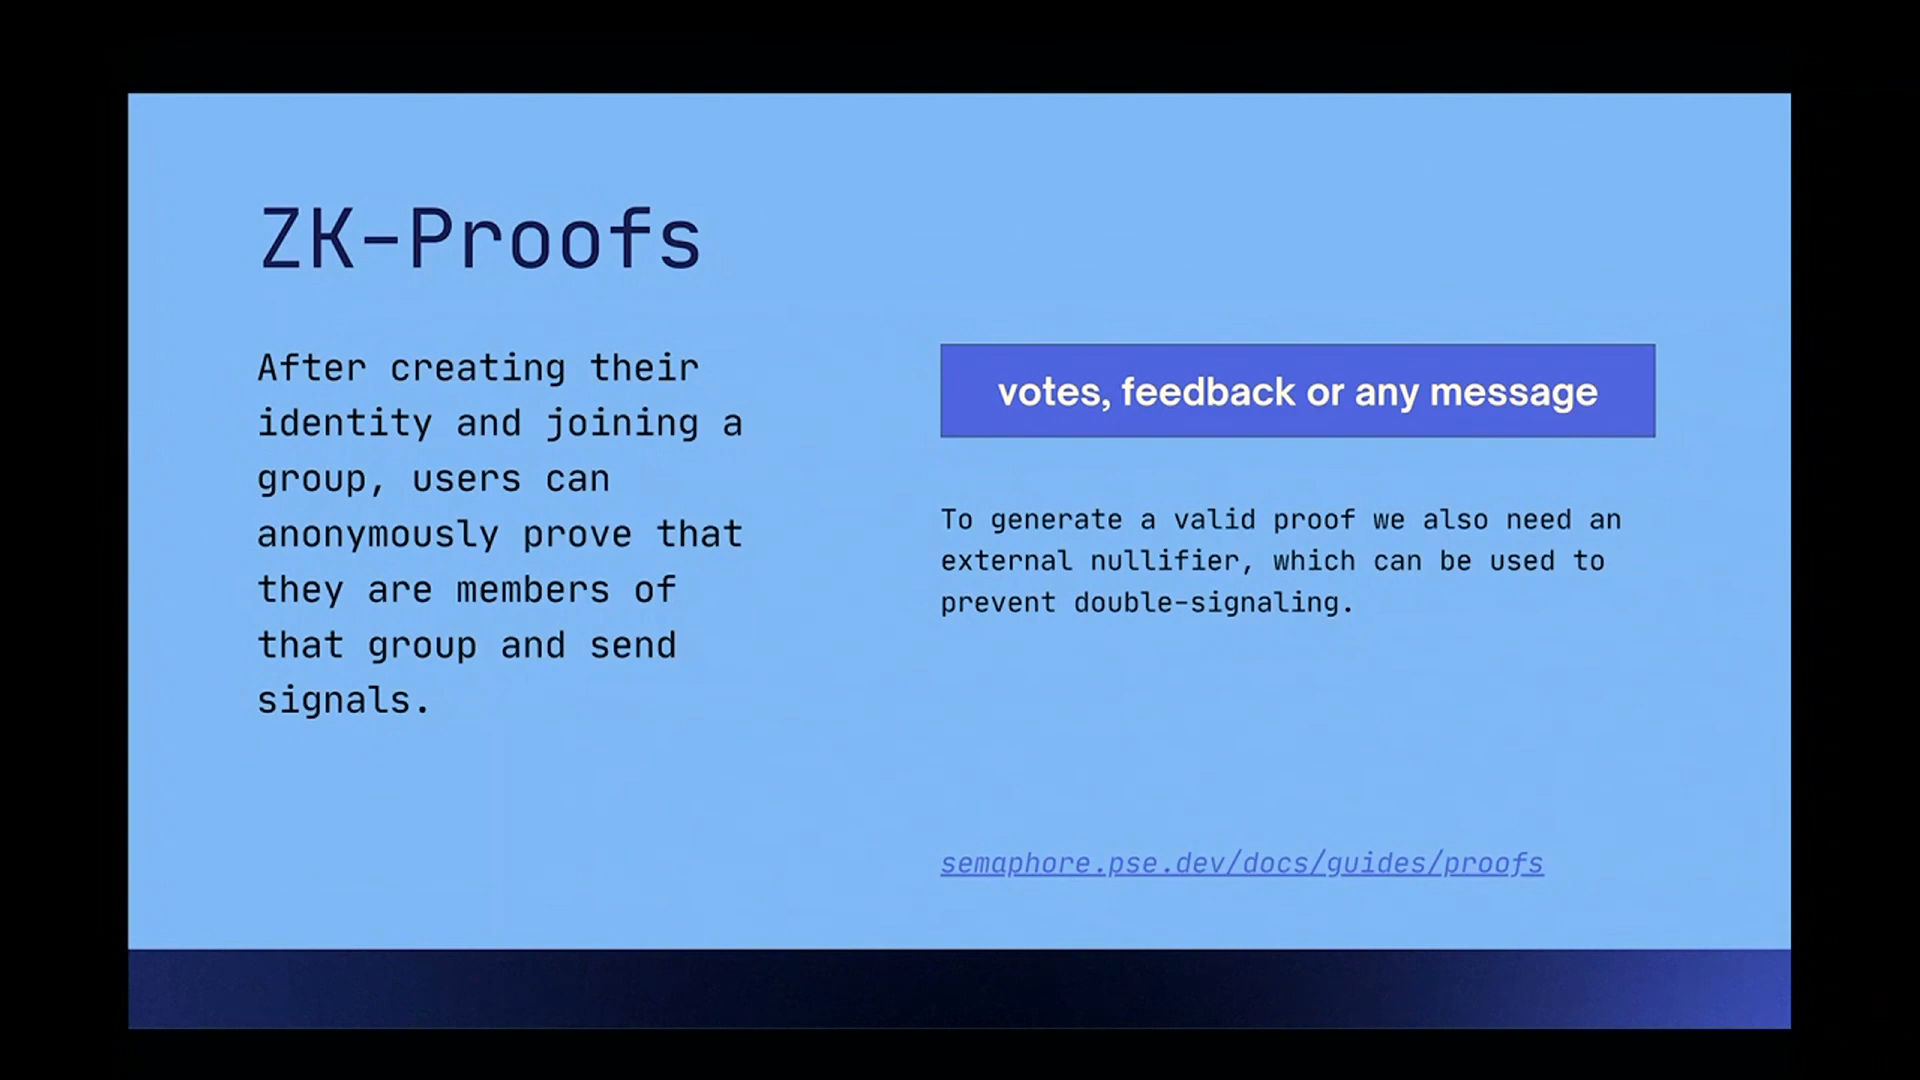 ZK-Proofs
After creating their
identity and joining a
group, users can
anonymously prove that
they are members of
that group and send
signals.
votes, feedback or any message
To generate a valid proof we also need an
external nullifier, which can be used to
prevent double-signaling.
semaphore.pse.dev/docs/guides/proofs